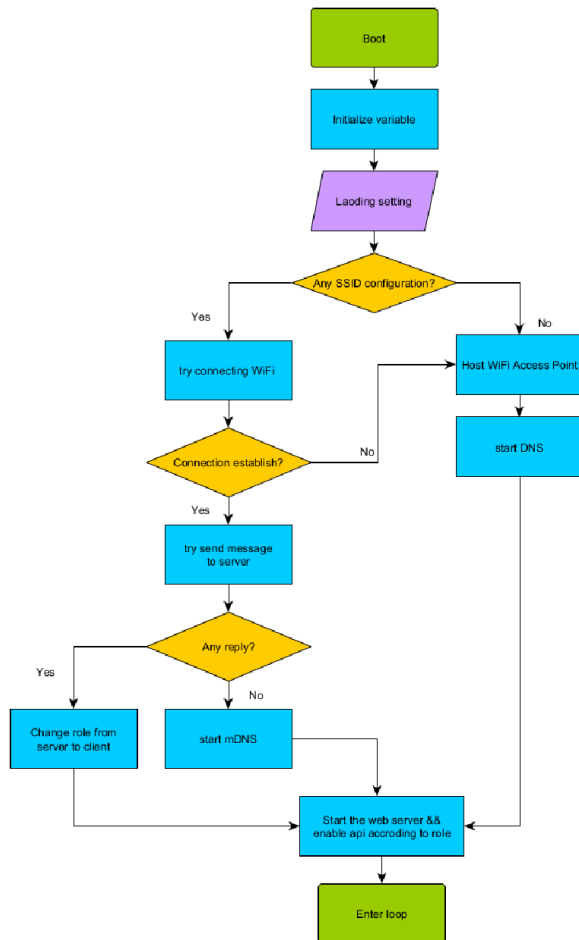 Boot
Initialize variable
Laoding setting
Any SSID configuration?
Yes
No
try connecting WiFi
Host WiFi Access Point
Connection establish?
No
start DNS
Yes
try send message
to server
Any reply?
Yes
No
Change role from
server to client
start mDNS
Start the web server &&
enable api accroding to role
Enter loop